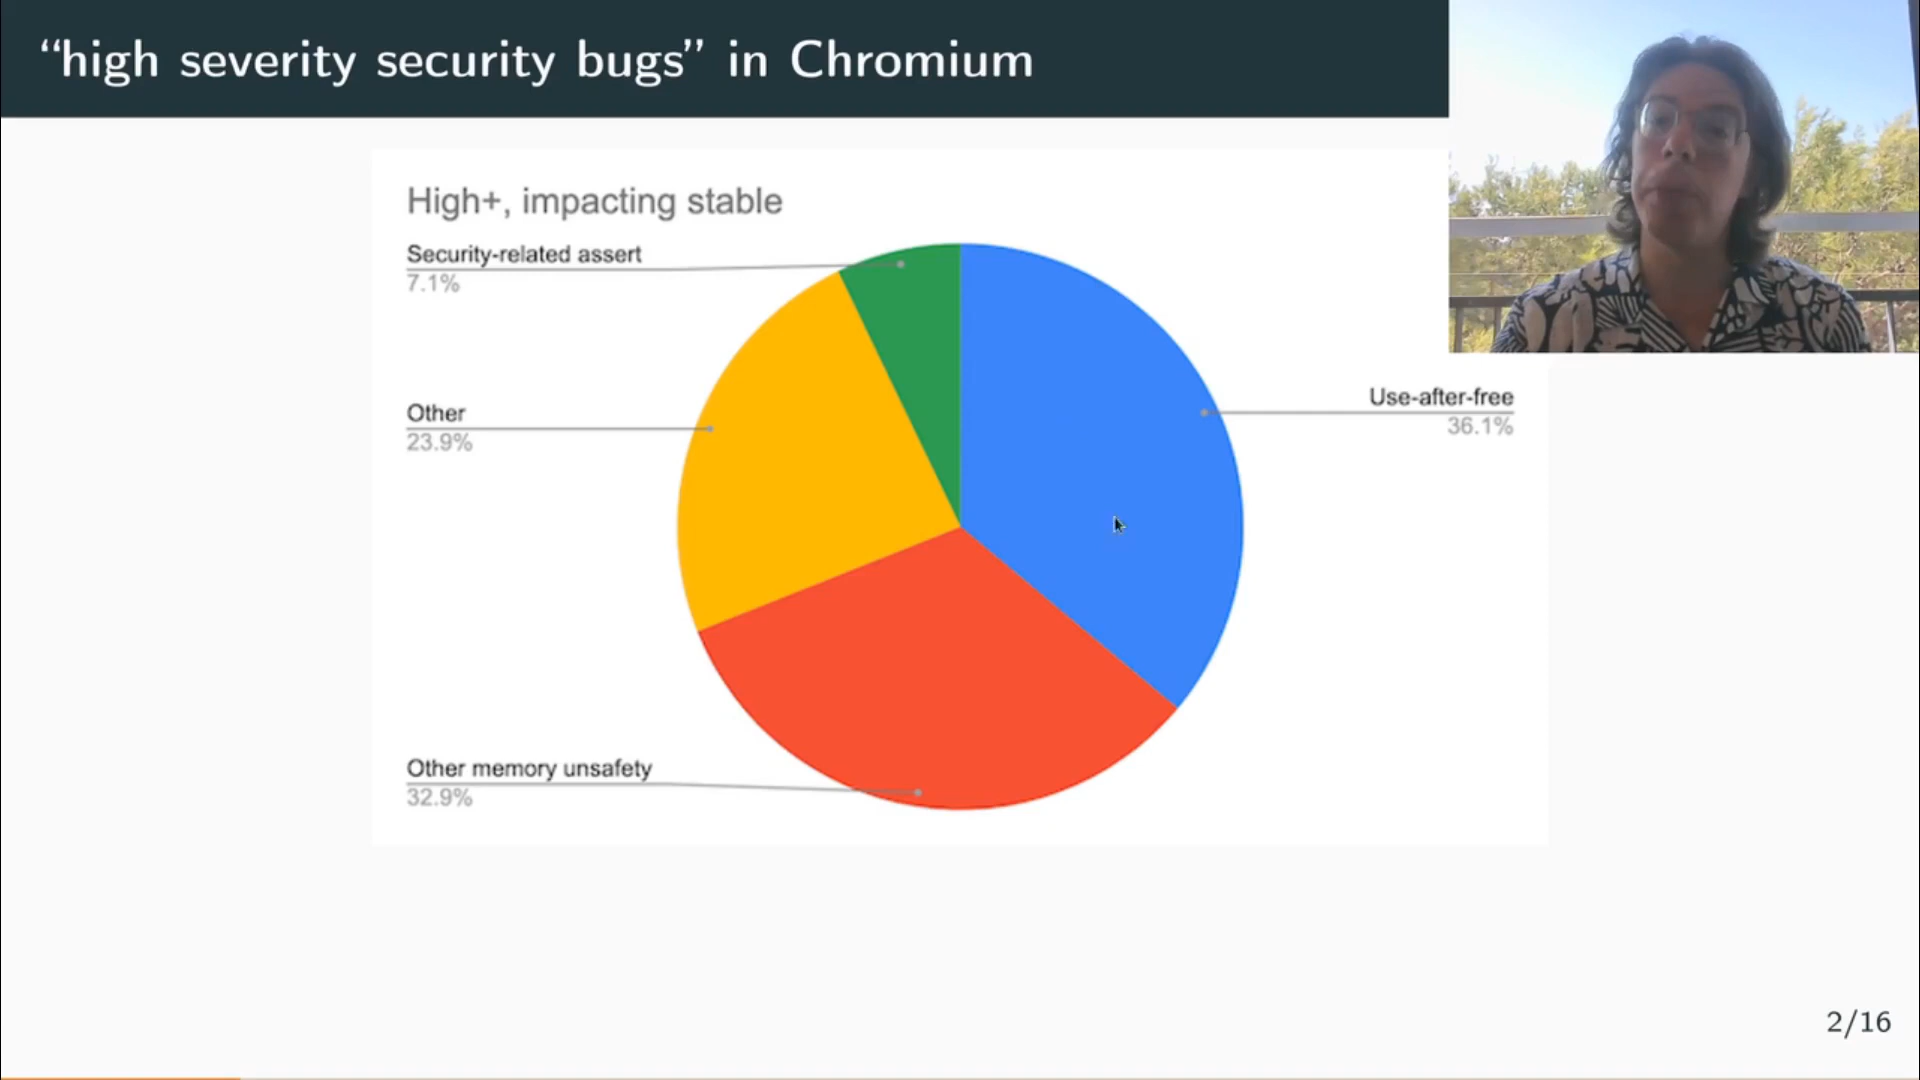 “high severity security bugs” in Chromium
High+, impacting stable
Security-related assert
7.1%
Other
23.9%
Use-after-free
36.1%
Other memory unsafety
32.9%
2/16